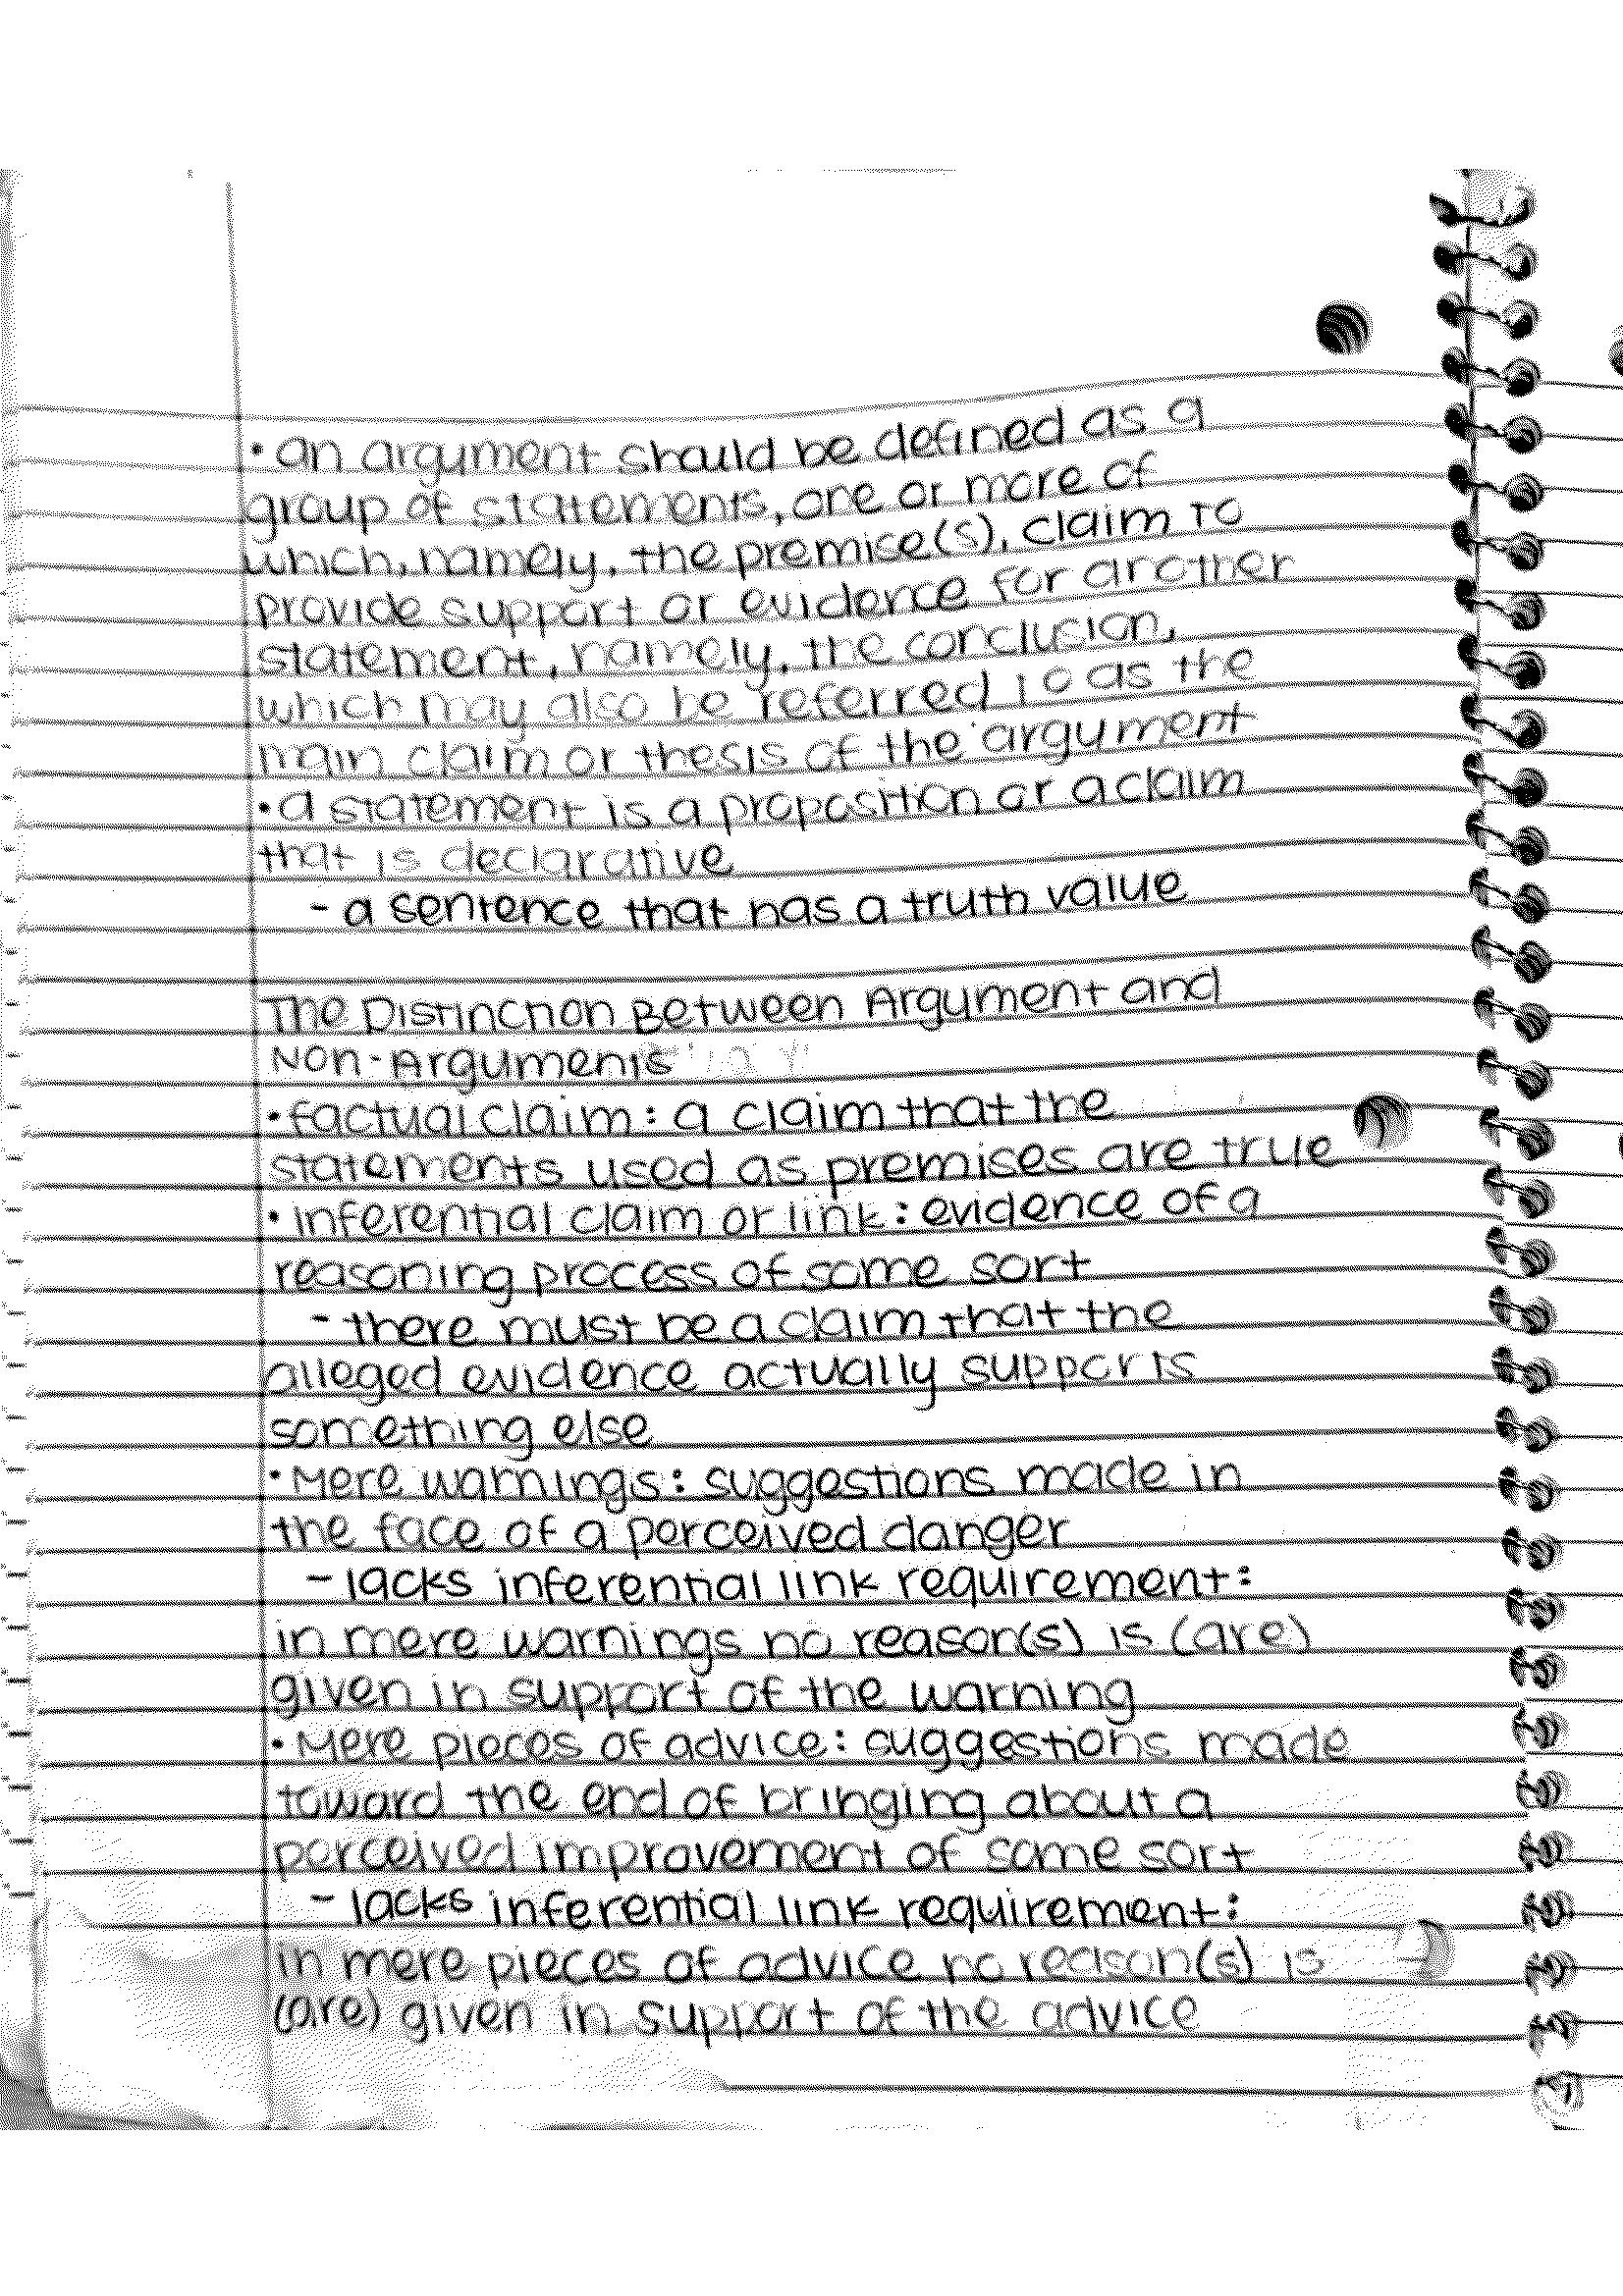 • an argument should be defined as a
group of statements, one or more of
which, namely, the premise(s), claim to
provide support or evidence for another
statement, namely, the conclusion,
which may also be referred to as the
main claim or thesis of the argument
• a statement is a proposition or a claim
that is declarative
- a sentence that has a truth value
The Distinction Between Argument and
Non-Arguments
• factual claim: a claim that the
statements used as premises are true
• inferential claim or link: evidence of a
reasoning process of some sort
- there must be a claim that the
alleged evidence actually supports
something else
• Mere warnings: suggestions made in
the face of a perceived danger
- lacks inferential link requirement:
in mere warnings no reason(s) is (are)
given in support of the warning
• Mere pieces of advice: suggestions made
toward the end of bringing about a
perceived improvement of some sort
- lacks inferential link requirement:
in mere pieces of advice no reason(s) is
(are) given in support of the advice